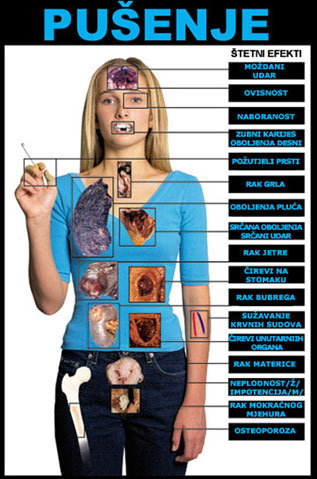 PUŠENJE
ŠTETNI EFEKTI
MOŽDANI
UDAR
OVISNOST
NABORANOST
ZUBNI KARIJES
OBOLJENJA DESNI
POŽUTJELI PRSTI
RAK GRLA
OBOLJENJA PLUĆA
SRČANA OBOLJENJA
SRČANI UDAR
RAK JETRE
ČIREVI NA
STOMAKU
RAK BUBREGA
SUŽAVANJE
KRVNIH SUDOVA
ČIREVI UNUTARNJIH
ORGANA
RAK MATERICE
NEPLODNOST/Ž/
IMPOTENCIJA/M/
RAK MOKRAČNOG
MJEHURA
OSTEOPOROZA